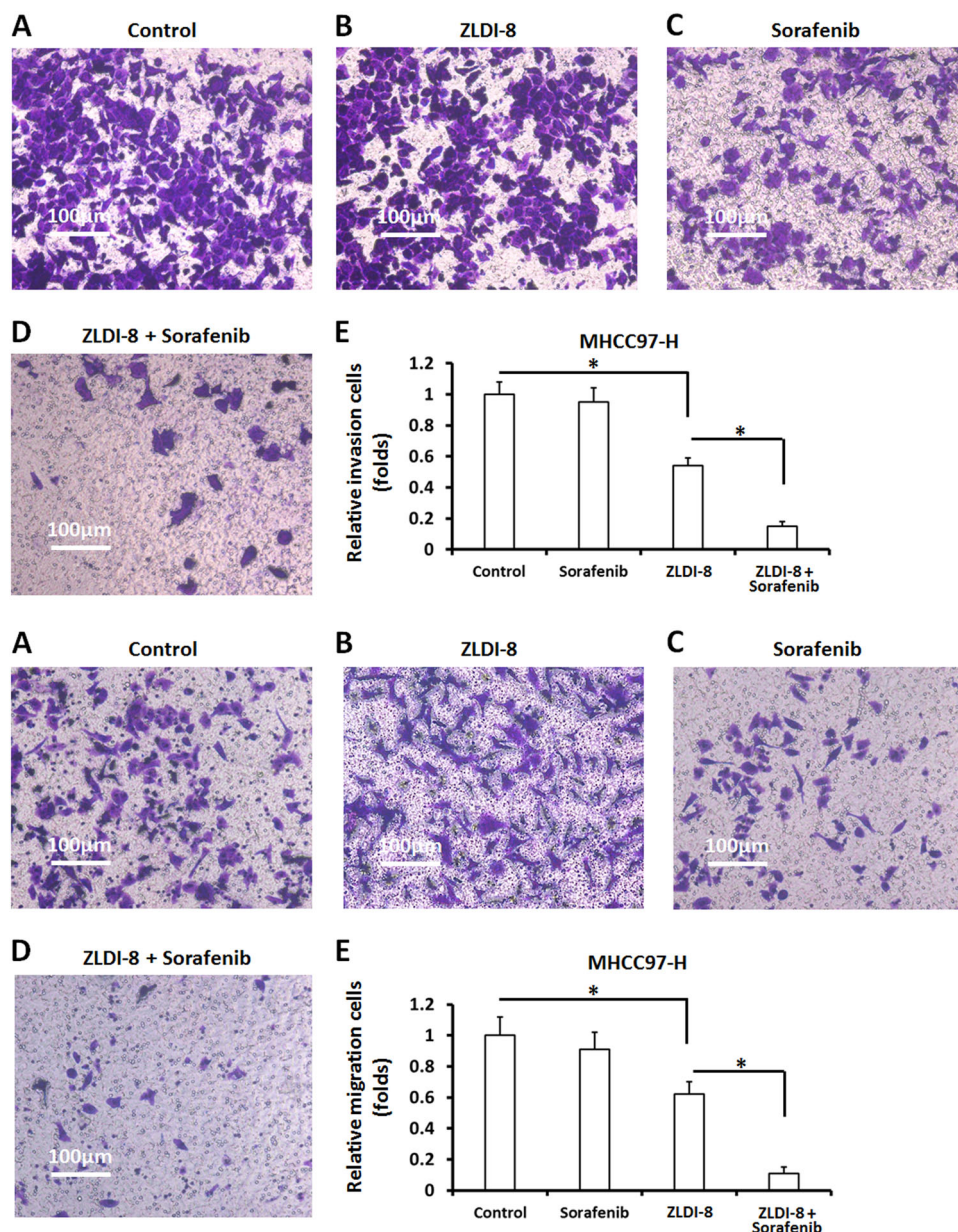 A Control
B ZLDI-8
C Sorafenib
100μm
100μm
100μm
D ZLDI-8 + Sorafenib
100μm
E MHCC97-H
Relative invasion cells
(folds)
1.2
1
0.8
0.6
0.4
0.2
0
*
*
Control
Sorafenib
ZLDI-8
ZLDI-8 +
Sorafenib
A Control
B ZLDI-8
C Sorafenib
100μm
100μm
100μm
D ZLDI-8 + Sorafenib
100μm
E MHCC97-H
Relative migration cells
(folds)
1.2
1
0.8
0.6
0.4
0.2
0
*
*
Control
Sorafenib
ZLDI-8
ZLDI-8 +
Sorafenib